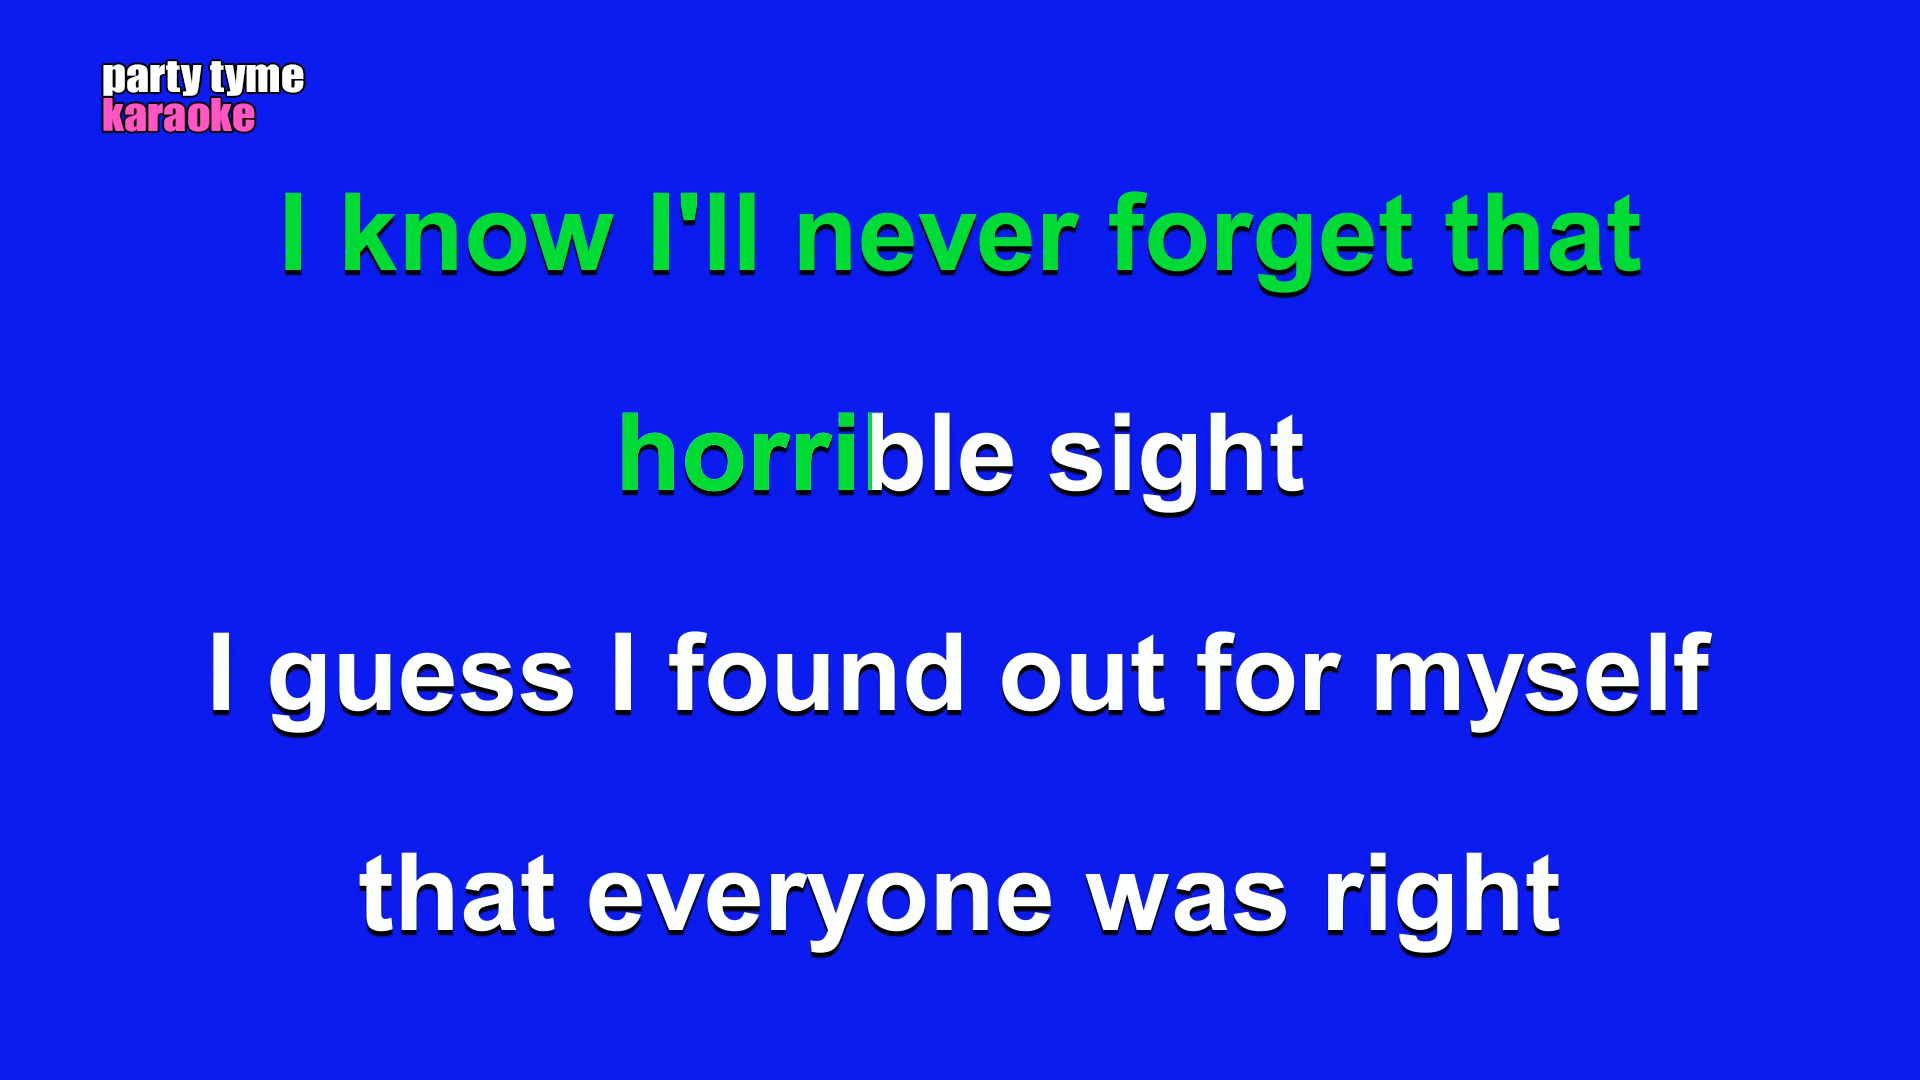 party tyme
karaoke
I know I'll never forget that
horrible sight
I guess I found out for myself
that everyone was right